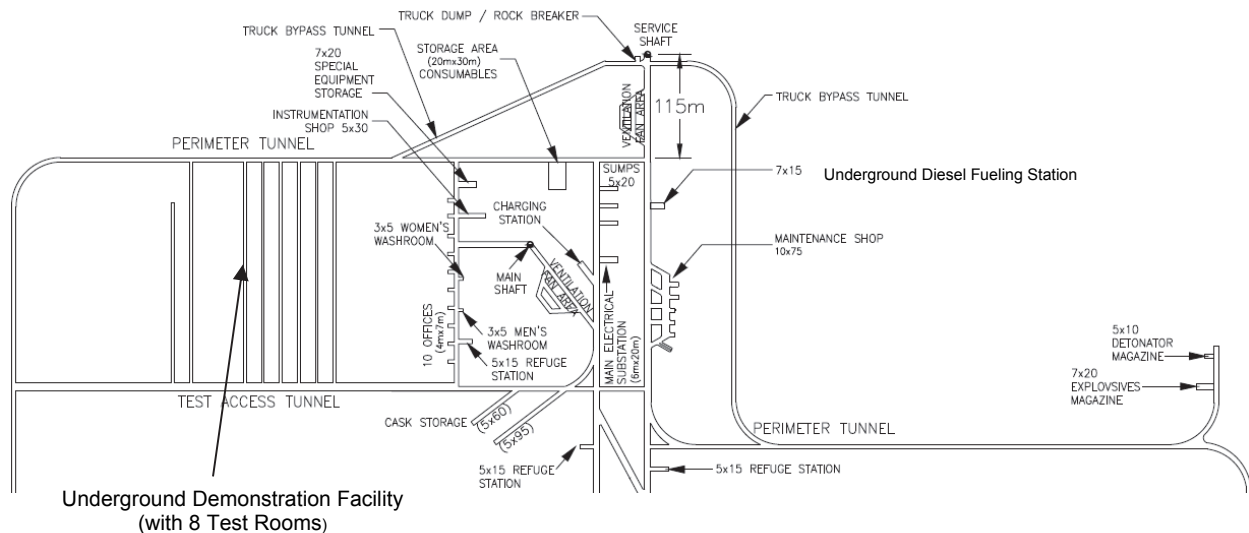 TRUCK DUMP / ROCK BREAKER
SERVICE
SHAFT
TRUCK BYPASS TUNNEL
STORAGE AREA
(20mx30m)
CONSUMABLES
7x20
SPECIAL
EQUIPMENT
STORAGE
VENTILATION
FAN AREA
115m
TRUCK BYPASS TUNNEL
INSTRUMENTATION
SHOP 5x30
PERIMETER TUNNEL
SUMPS
5x20
7x15
Underground Diesel Fueling Station
CHARGING
STATION
3x5 WOMEN'S
WASHROOM
MAINTENANCE SHOP
10x75
MAIN
SHAFT
VENTILATION
FAN AREA
10 OFFICES
(4mx7m)
3x5 MEN'S
WASHROOM
5x15 REFUGE
STATION
MAIN ELECTRICAL
SUBSTATION
(6mx20m)
5x10
DETONATOR
MAGAZINE
7x20
EXPLOVSIVES
MAGAZINE
TEST ACCESS TUNNEL
CASK STORAGE
(5x60)
(5x95)
PERIMETER TUNNEL
5x15 REFUGE
STATION
5x15 REFUGE STATION
Underground Demonstration Facility
(with 8 Test Rooms)